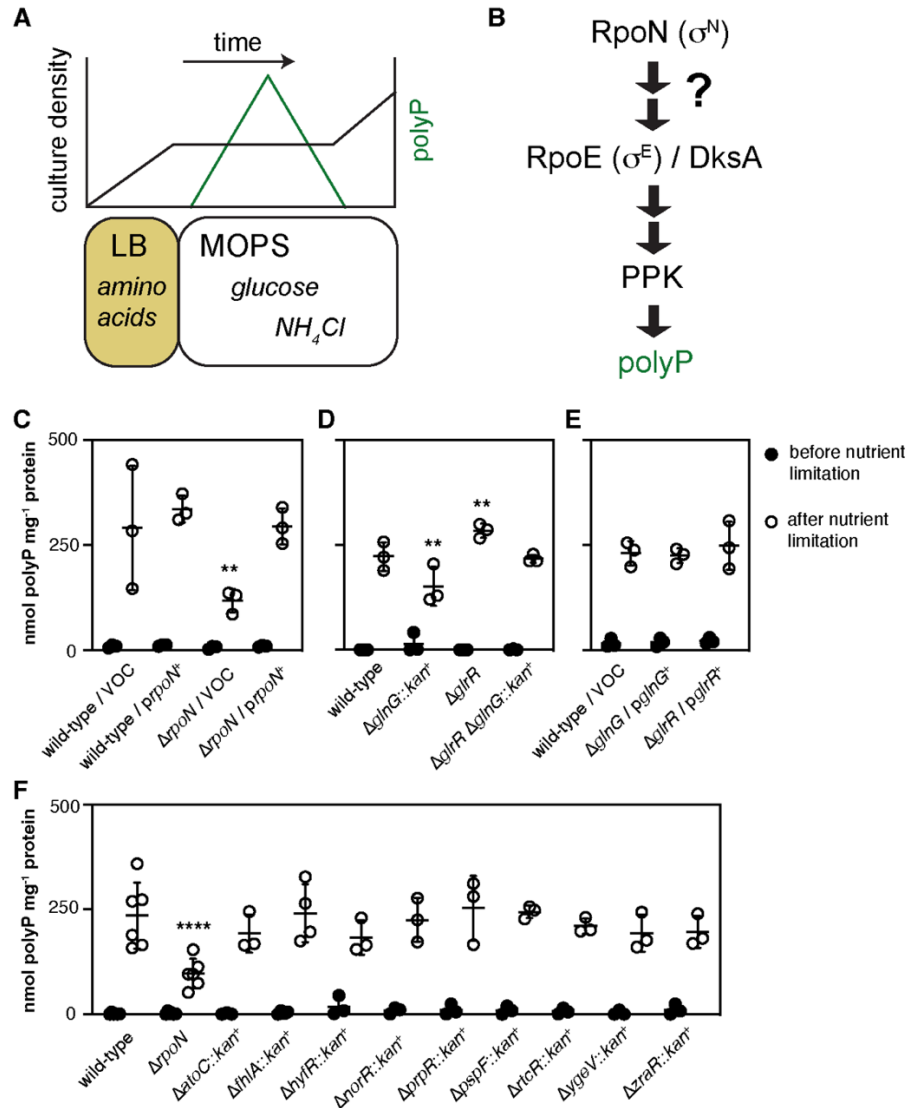 A
time
culture density
polyP
LB
amino
acids
MOPS
glucose
NH₄Cl
B
RpoN (σᴺ)
?
RpoE (σᴱ) / DksA
PPK
polyP
C
D
E
500
250
0
nmol polyP mg⁻¹ protein
**
**
**
before nutrient
limitation
after nutrient
limitation
wild-type / VOC
wild-type / prpoN⁺
ΔrpoN / VOC
ΔrpoN / prpoN⁺
wild-type
ΔglnG::kan⁺
ΔglrR
ΔglrR ΔglnG::kan⁺
wild-type / VOC
ΔglnG / pglnG⁺
ΔglrR / pglrR⁺
F
500
250
0
nmol polyP mg⁻¹ protein
****
wild-type
ΔrpoN
ΔatoC::kan⁺
ΔfhlA::kan⁺
ΔhyfR::kan⁺
ΔnorR::kan⁺
ΔprpR::kan⁺
ΔpspF::kan⁺
ΔrtcR::kan⁺
ΔygeV::kan⁺
ΔzraR::kan⁺